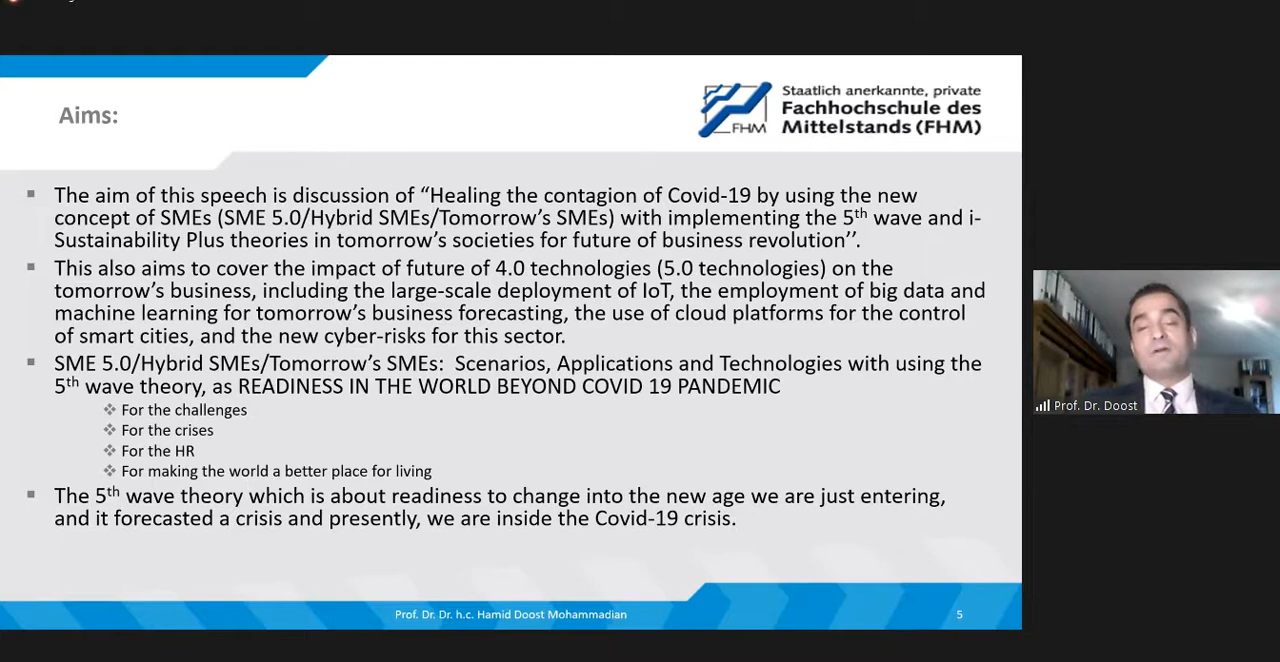 Aims:
Staatlich anerkannte, private
Fachhochschule des
Mittelstands (FHM)
FHM
The aim of this speech is discussion of “Healing the contagion of Covid-19 by using the new
concept of SMEs (SME 5.0/Hybrid SMEs/Tomorrow’s SMEs) with implementing the 5th wave and i-
Sustainability Plus theories in tomorrow’s societies for future of business revolution’’.
This also aims to cover the impact of future of 4.0 technologies (5.0 technologies) on the
tomorrow’s business, including the large-scale deployment of IoT, the employment of big data and
machine learning for tomorrow’s business forecasting, the use of cloud platforms for the control
of smart cities, and the new cyber-risks for this sector.
SME 5.0/Hybrid SMEs/Tomorrow’s SMEs: Scenarios, Applications and Technologies with using the
5th wave theory, as READINESS IN THE WORLD BEYOND COVID 19 PANDEMIC
For the challenges
For the crises
For the HR
For making the world a better place for living
The 5th wave theory which is about readiness to change into the new age we are just entering,
and it forecasted a crisis and presently, we are inside the Covid-19 crisis.
Prof. Dr. Dr. h.c. Hamid Doost Mohammadian
5
Prof. Dr. Doost